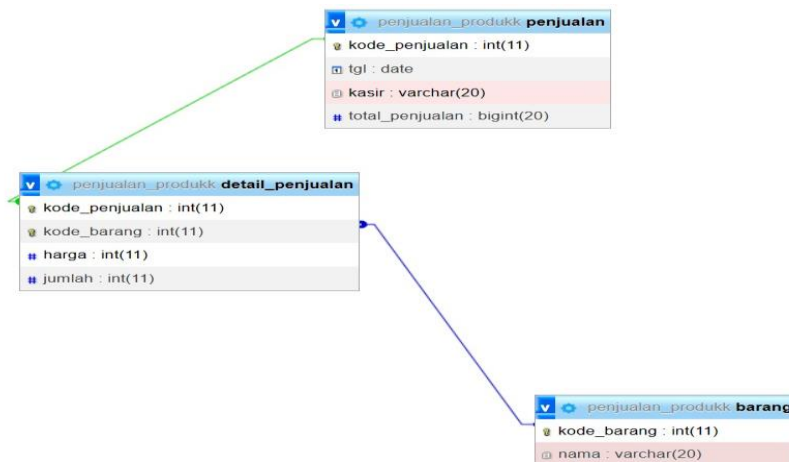 penjualan_produkk penjualan
kode_penjualan : int(11)
tgl : date
kasir : varchar(20)
total_penjualan : bigint(20)
penjualan_produkk detail_penjualan
kode_penjualan : int(11)
kode_barang : int(11)
harga : int(11)
jumlah : int(11)
penjualan_produkk barang
kode_barang : int(11)
nama : varchar(20)